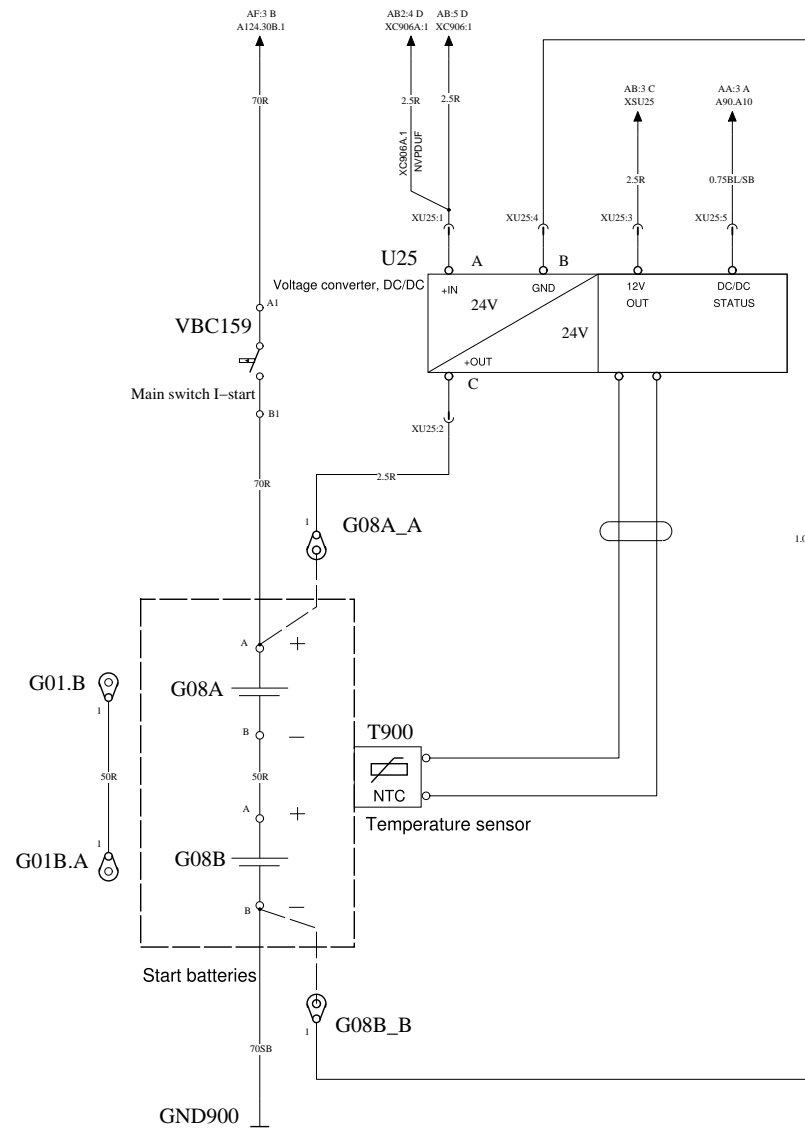 AF:3 B
A124.30B.1
AB2:4 D
XC906A:1
AB:5 D
XC906:1
AB:3 C
XSU25
AA:3 A
A90.A10
70R
2.5R
2.5R
XC906A.1
NVPDUF
2.5R
0.75BL/SB
XU25:1
XU25:4
XU25:3
XU25:5
U25
A
B
Voltage converter, DC/DC
+IN
24V
GND
12V
OUT
DC/DC
STATUS
24V
+OUT
C
A1
VBC159
Main switch I-start
B1
XU25:2
70R
2.5R
1
G08A_A
1.0
A
+
G01.B
G08A
1
B
–
T900
50R
50R
NTC
A
+
Temperature sensor
1
G01B.A
G08B
B
–
Start batteries
G08B_B
1
70SB
GND900